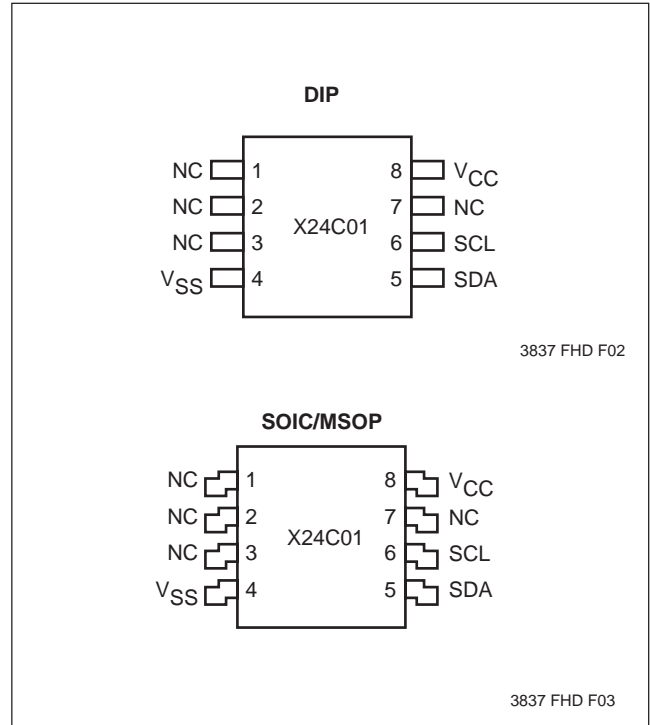 DIP
NC 1 8 VCC
NC 2 7 NC
X24C01
NC 3 6 SCL
VSS 4 5 SDA
3837 FHD F02
SOIC/MSOP
NC 1 8 VCC
NC 2 7 NC
X24C01
NC 3 6 SCL
VSS 4 5 SDA
3837 FHD F03